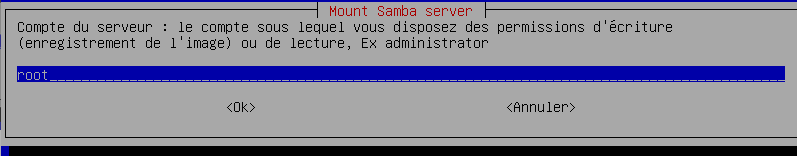 Mount Samba server
Compte du serveur : le compte sous lequel vous disposez des permissions d'écriture
(enregistrement de l'image) ou de lecture, Ex administrator
root
<Ok> <Annuler>